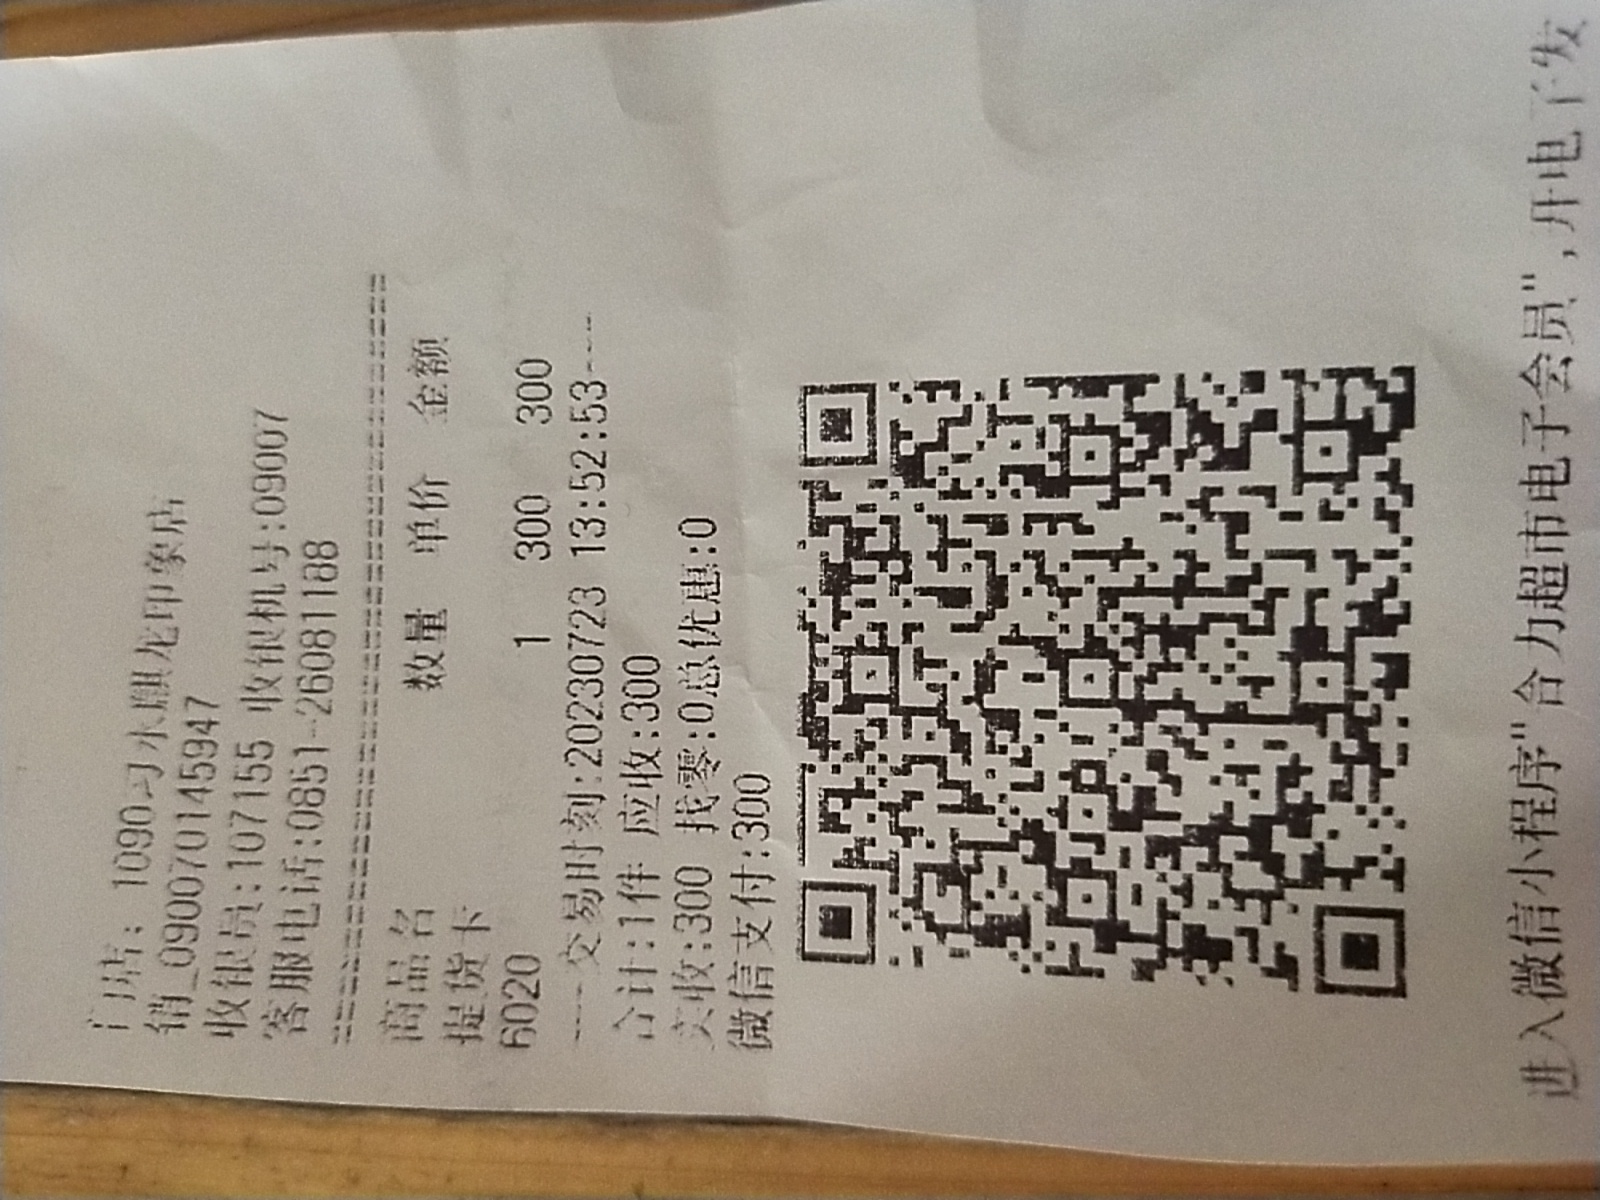 门店: 1090习水麒龙印象店
销_090070145947
收银员:107155 收银机号:09007
客服电话:0851-26081188
================================
商品名 数量 单价 金额
提货卡
6020 1 300 300
----交易时刻:20230723 13:52:53----
合计:1件 应收:300
实收:300 找零:0总优惠:0
微信支付:300
进入微信小程序"合力超市电子会员",开电子发